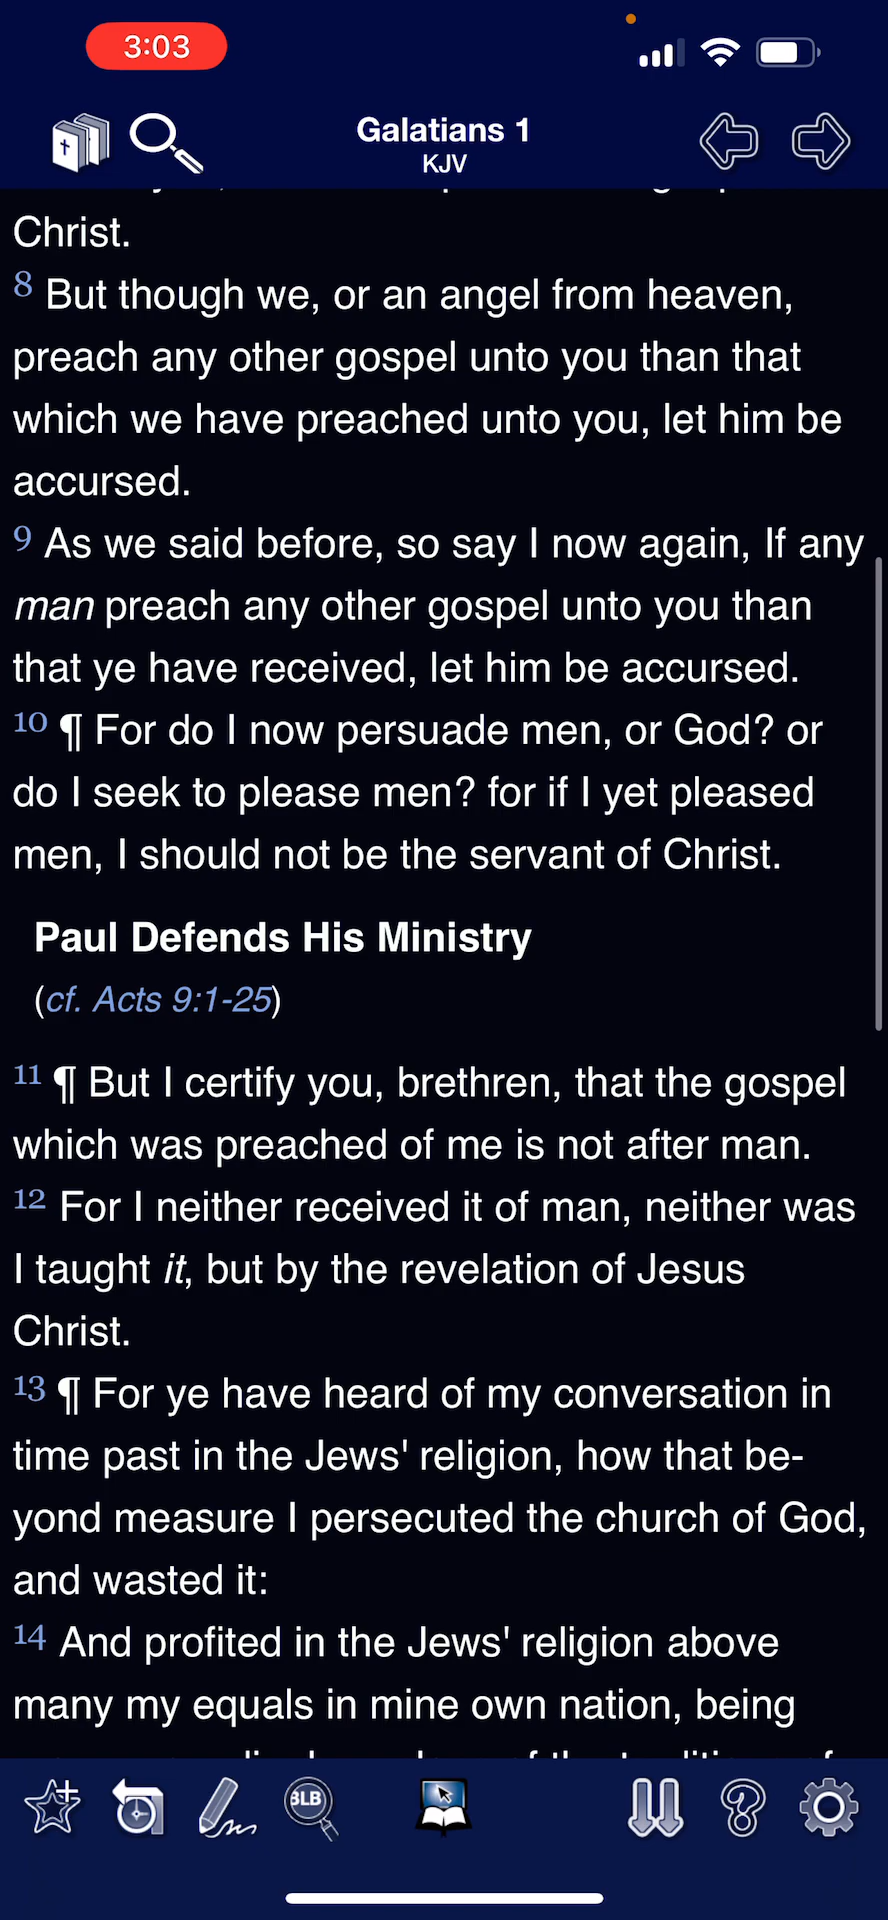 3:03
Galatians 1
KJV
Christ.
8 But though we, or an angel from heaven,
preach any other gospel unto you than that
which we have preached unto you, let him be
accursed.
9 As we said before, so say I now again, If any
man preach any other gospel unto you than
that ye have received, let him be accursed.
10 ¶ For do I now persuade men, or God? or
do I seek to please men? for if I yet pleased
men, I should not be the servant of Christ.
Paul Defends His Ministry
(cf. Acts 9:1-25)
11 ¶ But I certify you, brethren, that the gospel
which was preached of me is not after man.
12 For I neither received it of man, neither was
I taught it, but by the revelation of Jesus
Christ.
13 ¶ For ye have heard of my conversation in
time past in the Jews' religion, how that be-
yond measure I persecuted the church of God,
and wasted it:
14 And profited in the Jews' religion above
many my equals in mine own nation, being
BLB